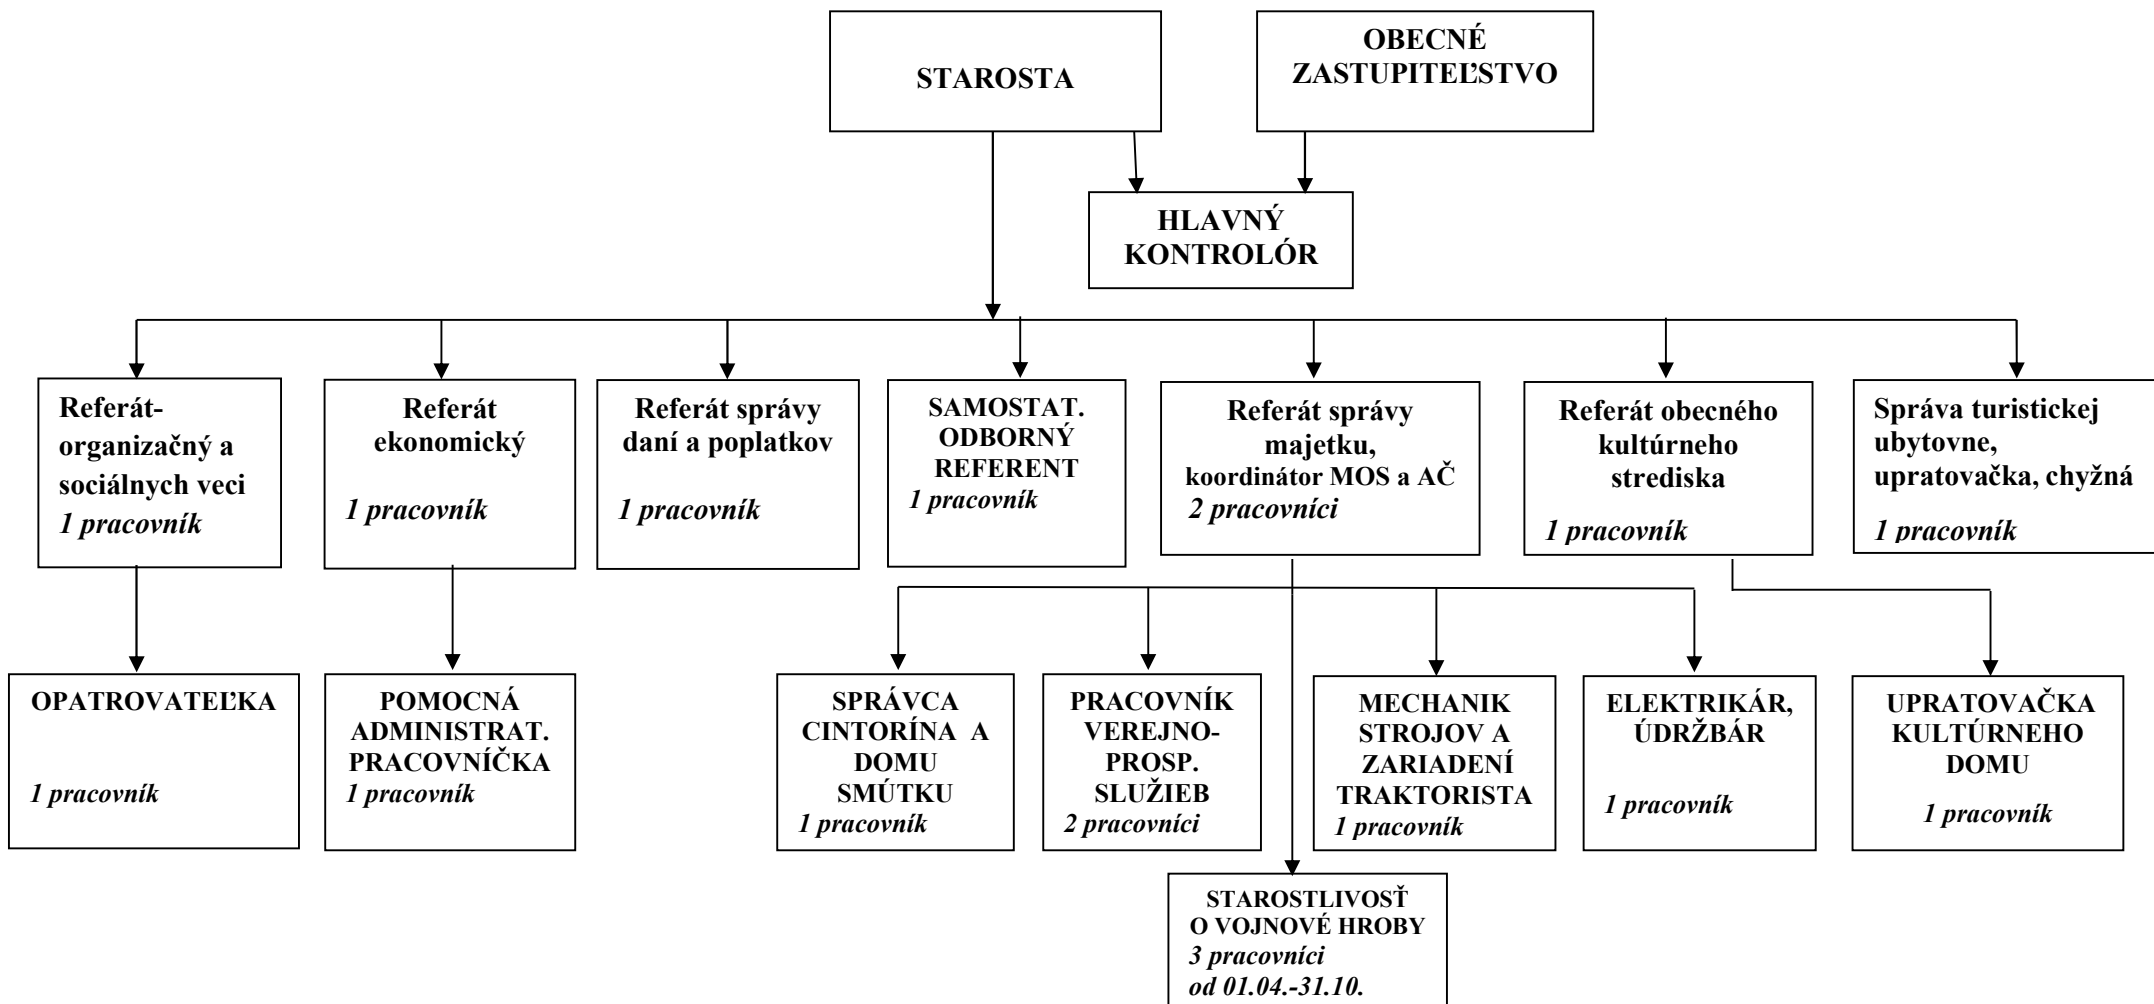 STAROSTA
OBECNÉ
ZASTUPITEĽSTVO
HLAVNÝ
KONTROLÓR
Referát-
organizačný a
sociálnych veci
1 pracovník
Referát
ekonomický
1 pracovník
Referát správy
daní a poplatkov
1 pracovník
SAMOSTAT.
ODBORNÝ
REFERENT
1 pracovník
Referát správy
majetku,
koordinátor MOS a AČ
2 pracovníci
Referát obecného
kultúrneho
strediska
1 pracovník
Správa turistickej
ubytovne,
upratovačka, chyžná
1 pracovník
OPATROVATEĽKA
1 pracovník
POMOCNÁ
ADMINISTRAT.
PRACOVNÍČKA
1 pracovník
SPRÁVCA
CINTORÍNA A
DOMU
SMÚTKU
1 pracovník
PRACOVNÍK
VEREJNO-
PROSP.
SLUŽIEB
2 pracovníci
MECHANIK
STROJOV A
ZARIADENÍ
TRAKTORISTA
1 pracovník
ELEKTRIKÁR,
ÚDRŽBÁR
1 pracovník
UPRATOVAČKA
KULTÚRNEHO
DOMU
1 pracovník
STAROSTLIVOSŤ
O VOJNOVÉ HROBY
3 pracovníci
od 01.04.-31.10.